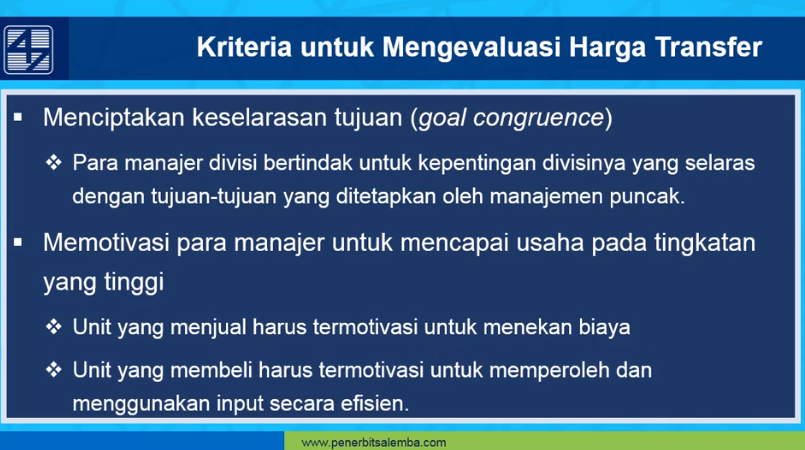 Kriteria untuk Mengevaluasi Harga Transfer
▪ Menciptakan keselarasan tujuan (goal congruence)
❖ Para manajer divisi bertindak untuk kepentingan divisinya yang selaras
dengan tujuan-tujuan yang ditetapkan oleh manajemen puncak.
▪ Memotivasi para manajer untuk mencapai usaha pada tingkatan
yang tinggi
❖ Unit yang menjual harus termotivasi untuk menekan biaya
❖ Unit yang membeli harus termotivasi untuk memperoleh dan
menggunakan input secara efisien.
www.penerbitsalemba.com